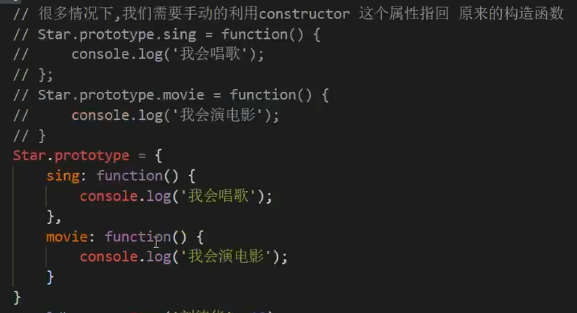 // 很多情况下,我们需要手动的利用constructor 这个属性指回 原来的构造函数
// Star.prototype.sing = function() {
//     console.log('我会唱歌');
// };
// Star.prototype.movie = function() {
//     console.log('我会演电影');
// }
Star.prototype = {
    sing: function() {
        console.log('我会唱歌');
    },
    movie: function() {
        console.log('我会演电影');
    }
}